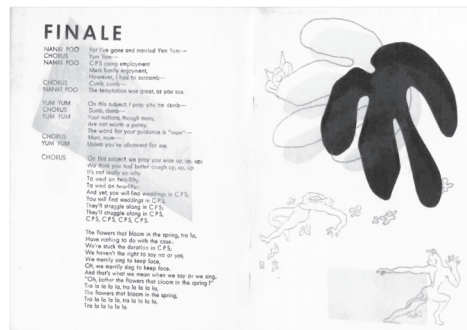 FINALE
NANKI POO For I've gone and married Yum Yum—
CHORUS Yum Yum—
NANKI POO C P S camp employment
Mars family enjoyment,
However, I had to succumb—
CHORUS Cumb, cumb—
NANKI POO The temptation was great, as you see.
YUM YUM On this subject I pray you be dumb—
CHORUS Dumb, dumb—
YUM YUM Your notions, though many,
Are not worth a penny;
The word for your guidance is "mum"—
CHORUS Mum, mum—
YUM YUM Unless you've allotment for me.
CHORUS On this subject we pray you wise up, up, up;
We think you had better cough up, up, up,
It's not really so nifty
To wed on two-fifty,
To wed on two-fifty;
And yet, you will find weddings in C P S,
You will find weddings in C P S.
They'll struggle along in C P S,
They'll struggle along in C P S,
C P S, C P S, C P S.
The flowers that bloom in the spring, tra la,
Have nothing to do with the case:
We're stuck the duration in C P S;
We haven't the right to say no or yet,
We merrily sing to keep face,
Oh, we merrily sing to keep face.
And that's what we mean when we say or we sing,
"Oh, bother the flowers that bloom in the spring!"
Tra la la la la, tra la la la la,
The flowers that bloom in the spring,
Tra la la la la, tra la la la la,
Tra la la la la la.